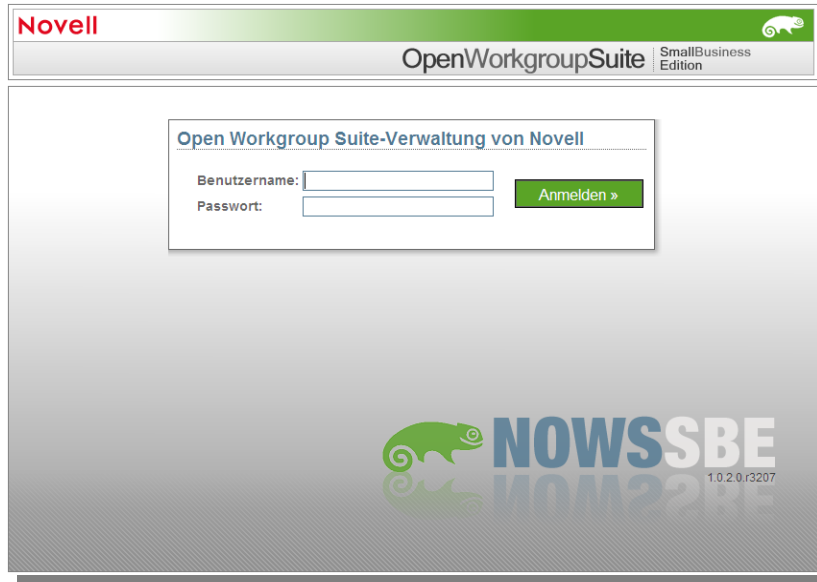 Novell
OpenWorkgroupSuite SmallBusiness Edition
Open Workgroup Suite-Verwaltung von Novell
Benutzername:
Passwort:
Anmelden »
NOWSSBE
1.0.2.0.r3207